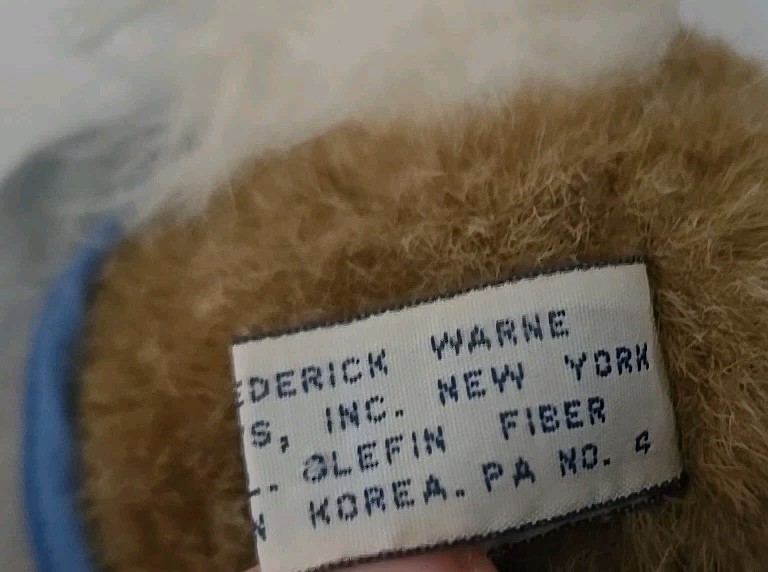 EDERICK WARNE
S, INC. NEW YORK
. OLEFIN FIBER
N KOREA. PA NO. 4